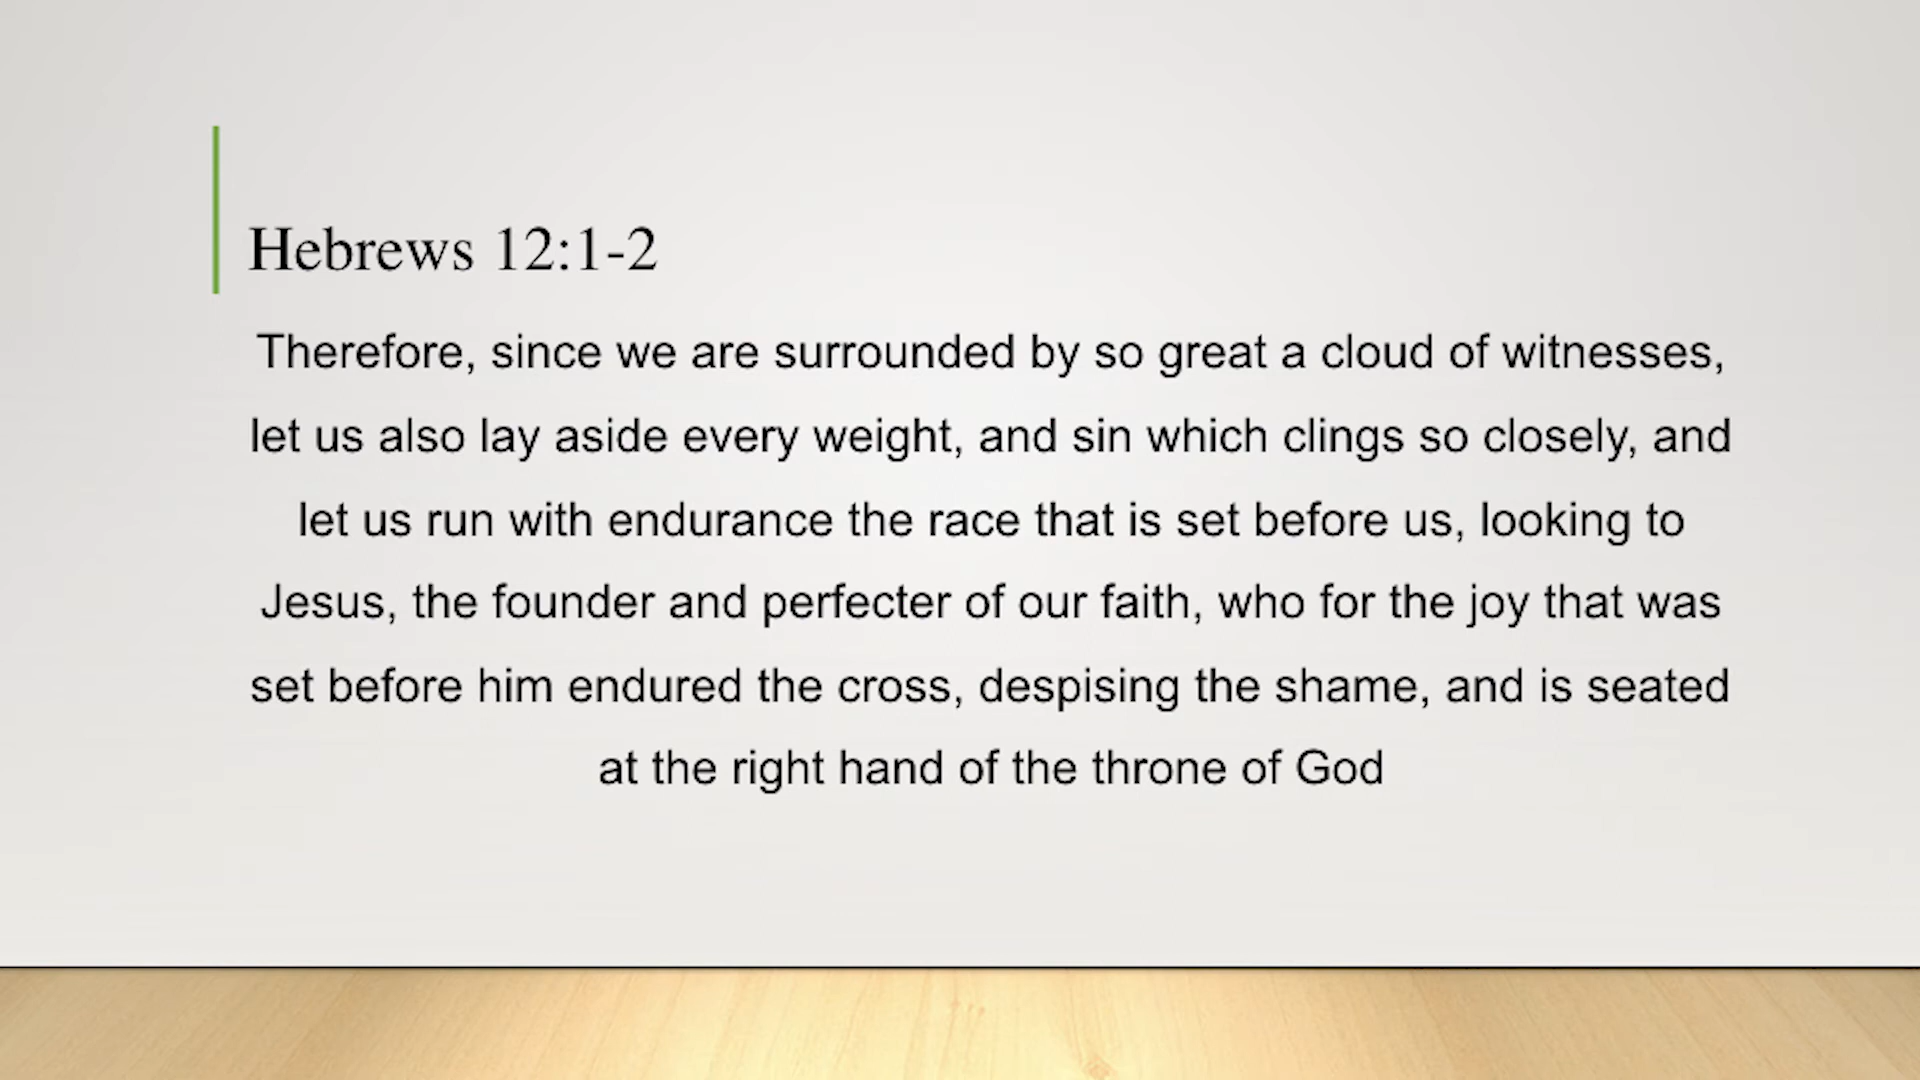 Hebrews 12:1-2
Therefore, since we are surrounded by so great a cloud of witnesses,
let us also lay aside every weight, and sin which clings so closely, and
let us run with endurance the race that is set before us, looking to
Jesus, the founder and perfecter of our faith, who for the joy that was
set before him endured the cross, despising the shame, and is seated
at the right hand of the throne of God